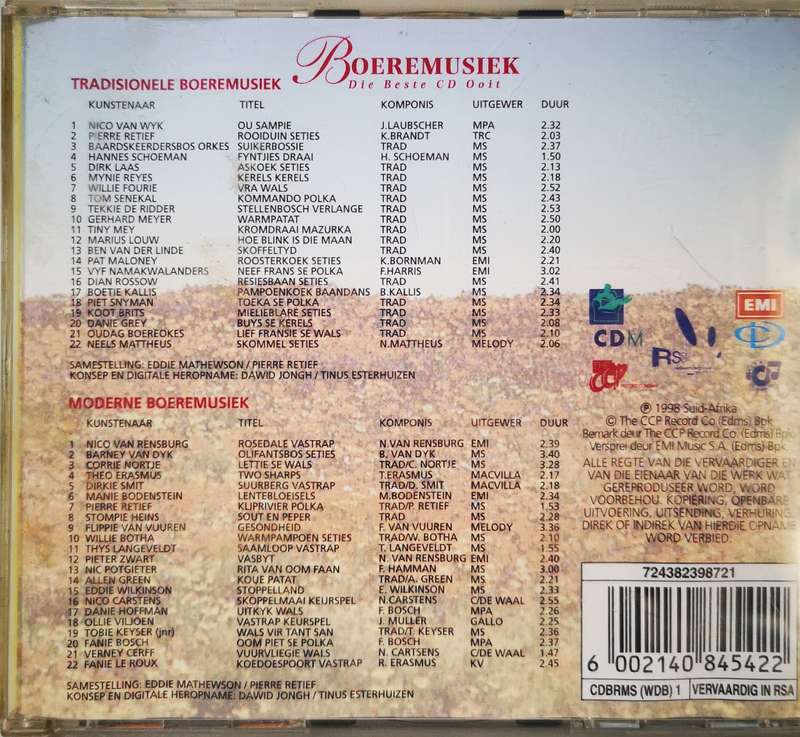 BOEREMUSIEK
Die Beste CD Ooit
TRADISIONELE BOEREMUSIEK
KUNSTENAAR TITEL KOMPONIS UITGEWER DUUR
1 NICO VAN WYK OU SAMPIE J.LAUBSCHER MPA 2.32
2 PIERRE RETIEF ROOIDUIN SETIES K.BRANDT TRC 2.03
3 BAARDSKEERDERSBOS ORKES SUIKERBOSSIE TRAD MS 2.37
4 HANNES SCHOEMAN FYNTJIES DRAAI H. SCHOEMAN MS 1.50
5 DIRK LAAS ASKOEK SETIES TRAD MS 2.13
6 MYNIE REYES KERELS KERELS TRAD MS 2.18
7 WILLIE FOURIE VRA WALS TRAD MS 2.52
8 TOM SENEKAL KOMMANDO POLKA TRAD MS 2.43
9 TEKKIE DE RIDDER STELLENBOSCH VERLANGE TRAD MS 2.53
10 GERHARD MEYER WARMPATAT TRAD MS 2.50
11 TINY MEY KROMDRAAI MAZURKA TRAD MS 2.00
12 MARIUS LOUW HOE BLINK IS DIE MAAN TRAD MS 2.20
13 BEN VAN DER LINDE SKOFFELTYD TRAD MS 2.40
14 PAT MALONEY ROOSTERKOEK SETIES K.BORNMAN EMI 2.21
15 VYF NAMAKWALANDERS NEEF FRANS SE POLKA F.HARRIS EMI 3.02
16 DIAN ROSSOW RESIESBAAN SETIES TRAD MS 2.41
17 BOETIE KALLIS PAMPOENKOEK BAANDANS B.KALLIS MS 2.34
18 PIET SNYMAN TOEKA SE POLKA TRAD MS 2.34
19 KOOT BRITS MIELIEBLARE SETIES TRAD MS 2.33
20 DANIE GREY BUYS SE KERELS TRAD MS 2.08
21 OUDAG BOEREOKES LIEF FRANSIE SE WALS TRAD MS 2.10
22 NEELS MATTHEUS SKOMMEL SETIES N.MATTHEUS MELODY 2.06
SAMESTELLING: EDDIE MATHEWSON / PIERRE RETIEF
KONSEP EN DIGITALE HEROPNAME: DAWID JONGH / TINUS ESTERHUIZEN
MODERNE BOEREMUSIEK
KUNSTENAAR TITEL KOMPONIS UITGEWER DUUR
1 NICO VAN RENSBURG ROSEDALE VASTRAP N.VAN RENSBURG EMI 2.39
2 BARNEY VAN DYK OLIFANTSBOS SETIES B, VAN DYK MS 3.40
3 CORRIE NORTJE LETTIE SE WALS TRAD/C. NORTJE MS 3.28
4 THEO ERASMUS TWO SHARPS T.ERASMUS MACVILLA 2.17
5 DIRKIE SMIT SUURBERG VASTRAP TRAD/D. SMIT MACVILLA 2.18
6 MANIE BODENSTEIN LENTEBLOEISELS M.BODENSTEIN EMI 2.34
7 PIERRE RETIEF KLIPRIVIER POLKA TRAD/P. RETIEF MS 1.53
8 STOMPIE HEINS SOUT EN PEPER TRAD MS 2.28
9 FLIPPIE VAN VUUREN GESONDHEID F. VAN VUUREN MELODY 3.36
10 WILLIE BOTHA WARMPAMPOEN SETIES TRAD/W. BOTHA MS 2.10
11 THYS LANGEVELDT SAAMLOOP VASTRAP T. LANGEVELDT MS 1.55
12 PIETER ZWART VASBYT N. VAN RENSBURG EMI 2.40
13 NIC POTGIETER RITA VAN OOM FAAN F. HAMMAN MS 3.00
14 ALLEN GREEN KOUE PATAT TRAD/A. GREEN MS 2.21
15 EDDIE WILKINSON STOPPELLAND E. WILKINSON MS 2.33
16 NICO CARSTENS SKOPPELMAAI KEURSPEL N.CARSTENS C/DE WAAL 2.55
17 DANIE HOFFMAN UITKYK WALS F. BOSCH MPA 2.26
18 OLLIE VILJOEN VASTRAP KEURSPEL J. MULLER GALLO 2.25
19 TOBIE KEYSER (jnr) WALS VIR TANT SAN TRAD/T. KEYSER MS 2.36
20 FANIE BOSCH OOM PIET SE POLKA F. BOSCH MPA 2.37
21 VERNEY CERFF VUURVLIEGIE WALS N. CARTSENS C/DE WAAL 1.47
22 FANIE LE ROUX KOEDOESPOORT VASTRAP R. ERASMUS KV 2.45
SAMESTELLING: EDDIE MATHEWSON / PIERRE RETIEF
KONSEP EN DIGITALE HEROPNAME: DAWID JONGH / TINUS ESTERHUIZEN
EMI
CDM
RSG
CCP
℗ 1998 Suid-Afrika
© The CCP Record Co (Edms) Bpk
Bemark deur The CCP Record Co. (Edms) Bpk.
Versprei deur EMI Music S.A. (Edms) Bpk
ALLE REGTE VAN DIE VERVAARDIGER EN
VAN DIE EIENAAR VAN DIE WERK WAT
GEREPRODUSEER WORD, WORD
VOORBEHOU. KOPIËRING, OPENBARE
UITVOERING, UITSENDING, VERHURING
DIREK OF INDIREK VAN HIERDIE OPNAME
WORD VERBIED.
724382398721
6 002140 845422
CDBRMS (WDB) 1 VERVAARDIG IN RSA